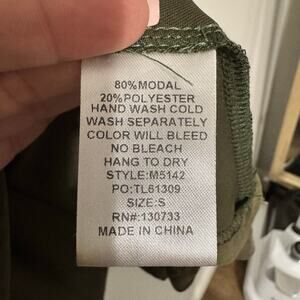 80% MODAL
20% POLYESTER
HAND WASH COLD
WASH SEPARATELY
COLOR WILL BLEED
NO BLEACH
HANG TO DRY
STYLE:M5142
PO:TL61309
SIZE:S
RN#:130733
MADE IN CHINA